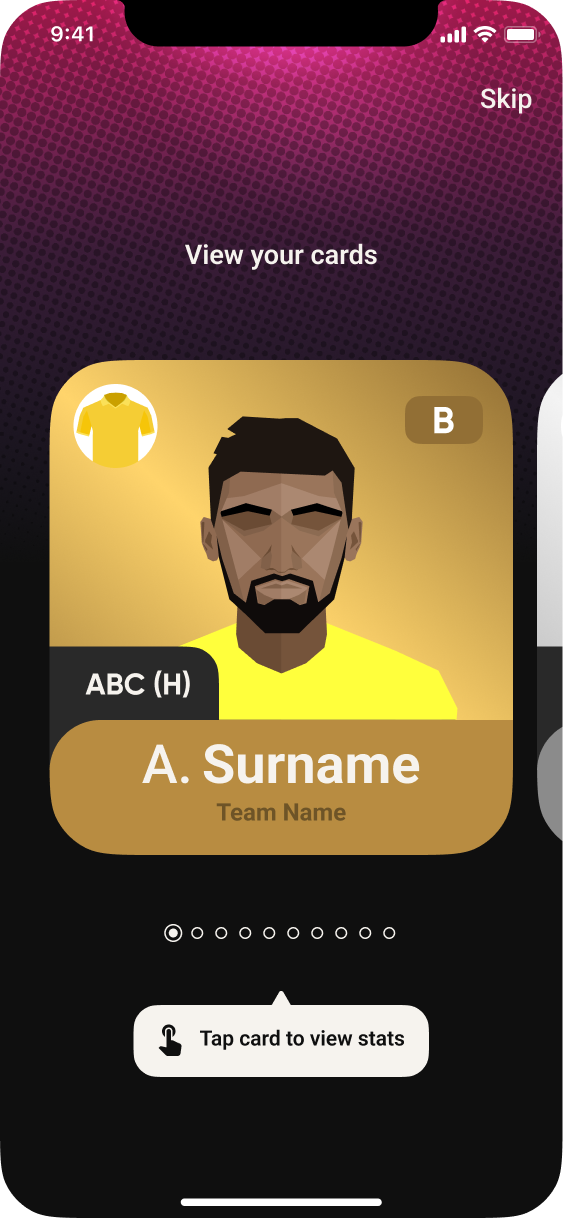 9:41
Skip
View your cards
B
ABC (H)
A. Surname
Team Name
Tap card to view stats